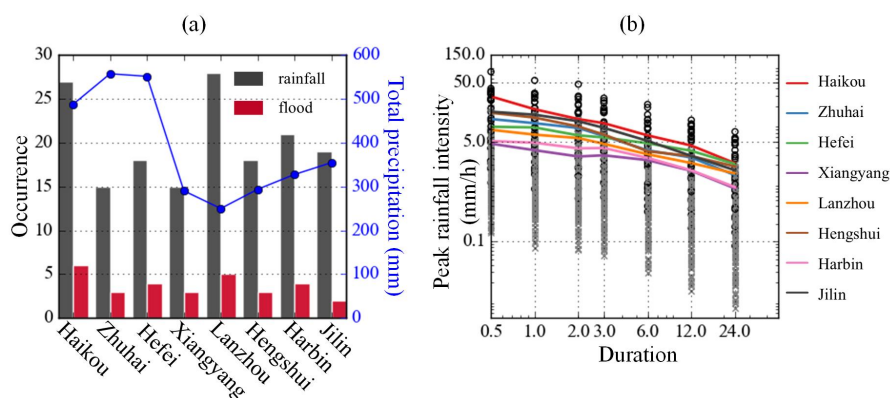 (a)
(b)
30
25
20
15
10
5
0
Occurrence
rainfall
flood
600
500
400
300
200
100
0
Total precipitation (mm)
Haikou
Zhuhai
Hefei
Xiangyang
Lanzhou
Hengshui
Harbin
Jilin
150.0
50.0
5.0
0.1
Peak rainfall intensity
(mm/h)
0.5 1.0 2.0 3.0 6.0 12.0 24.0
Duration
Haikou
Zhuhai
Hefei
Xiangyang
Lanzhou
Hengshui
Harbin
Jilin